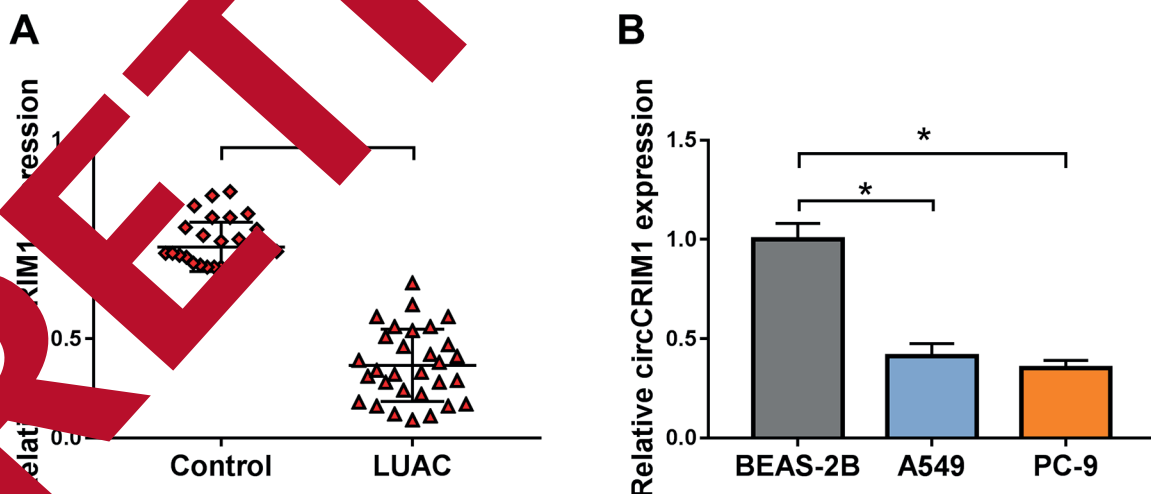 A
B
1.5
*
*
1.0
0.5
0.5
0.0
0.0
Control
LUAC
BEAS-2B
A549
PC-9
Relative circCRIM1 expression
RET